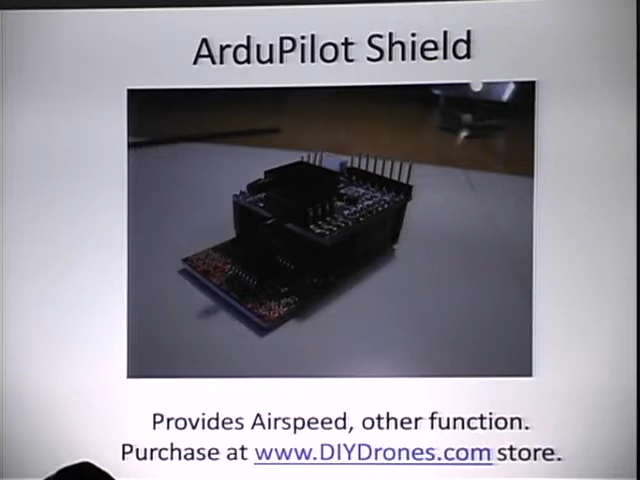 ArduPilot Shield
Provides Airspeed, other function.
Purchase at www.DIYDrones.com store.